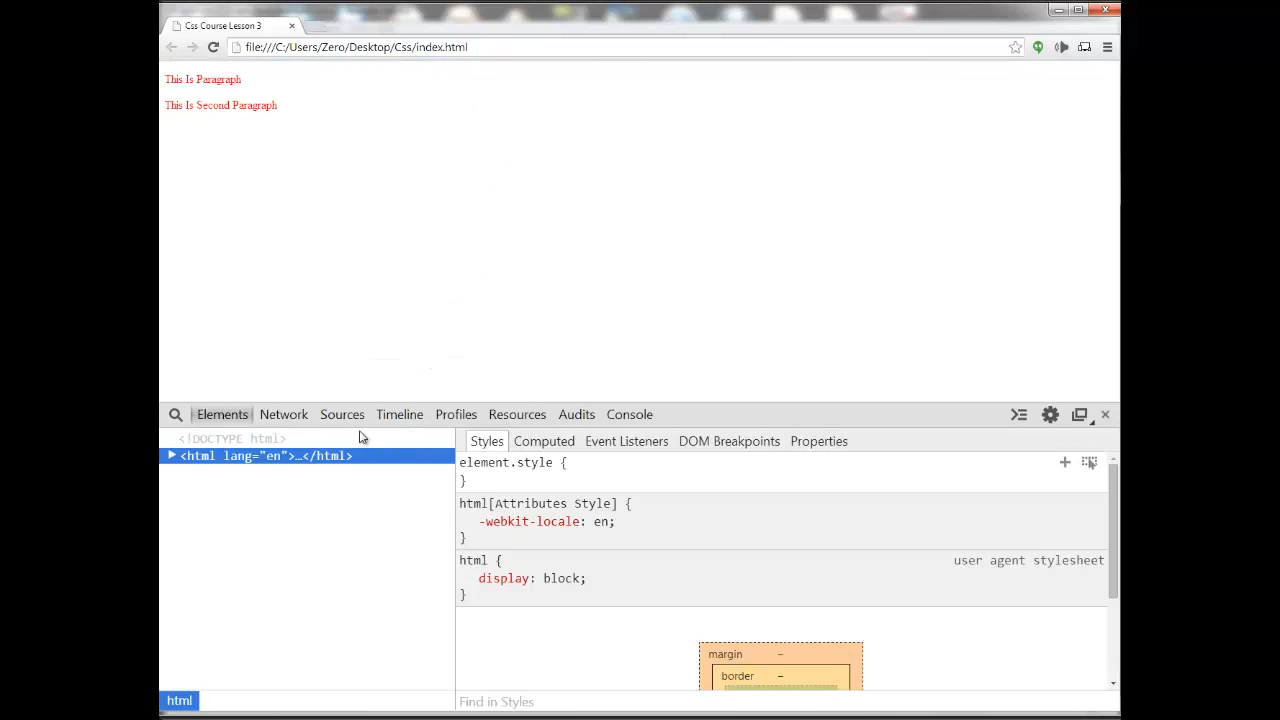 Css Course Lesson 3
file:///C:/Users/Zero/Desktop/Css/index.html
This Is Paragraph
This Is Second Paragraph
Elements Network Sources Timeline Profiles Resources Audits Console
<!DOCTYPE html>
<html lang="en">…</html>
html
Styles Computed Event Listeners DOM Breakpoints Properties
element.style {
}
html[Attributes Style] {
-webkit-locale: en;
}
html { user agent stylesheet
display: block;
}
margin –
border –
Find in Styles